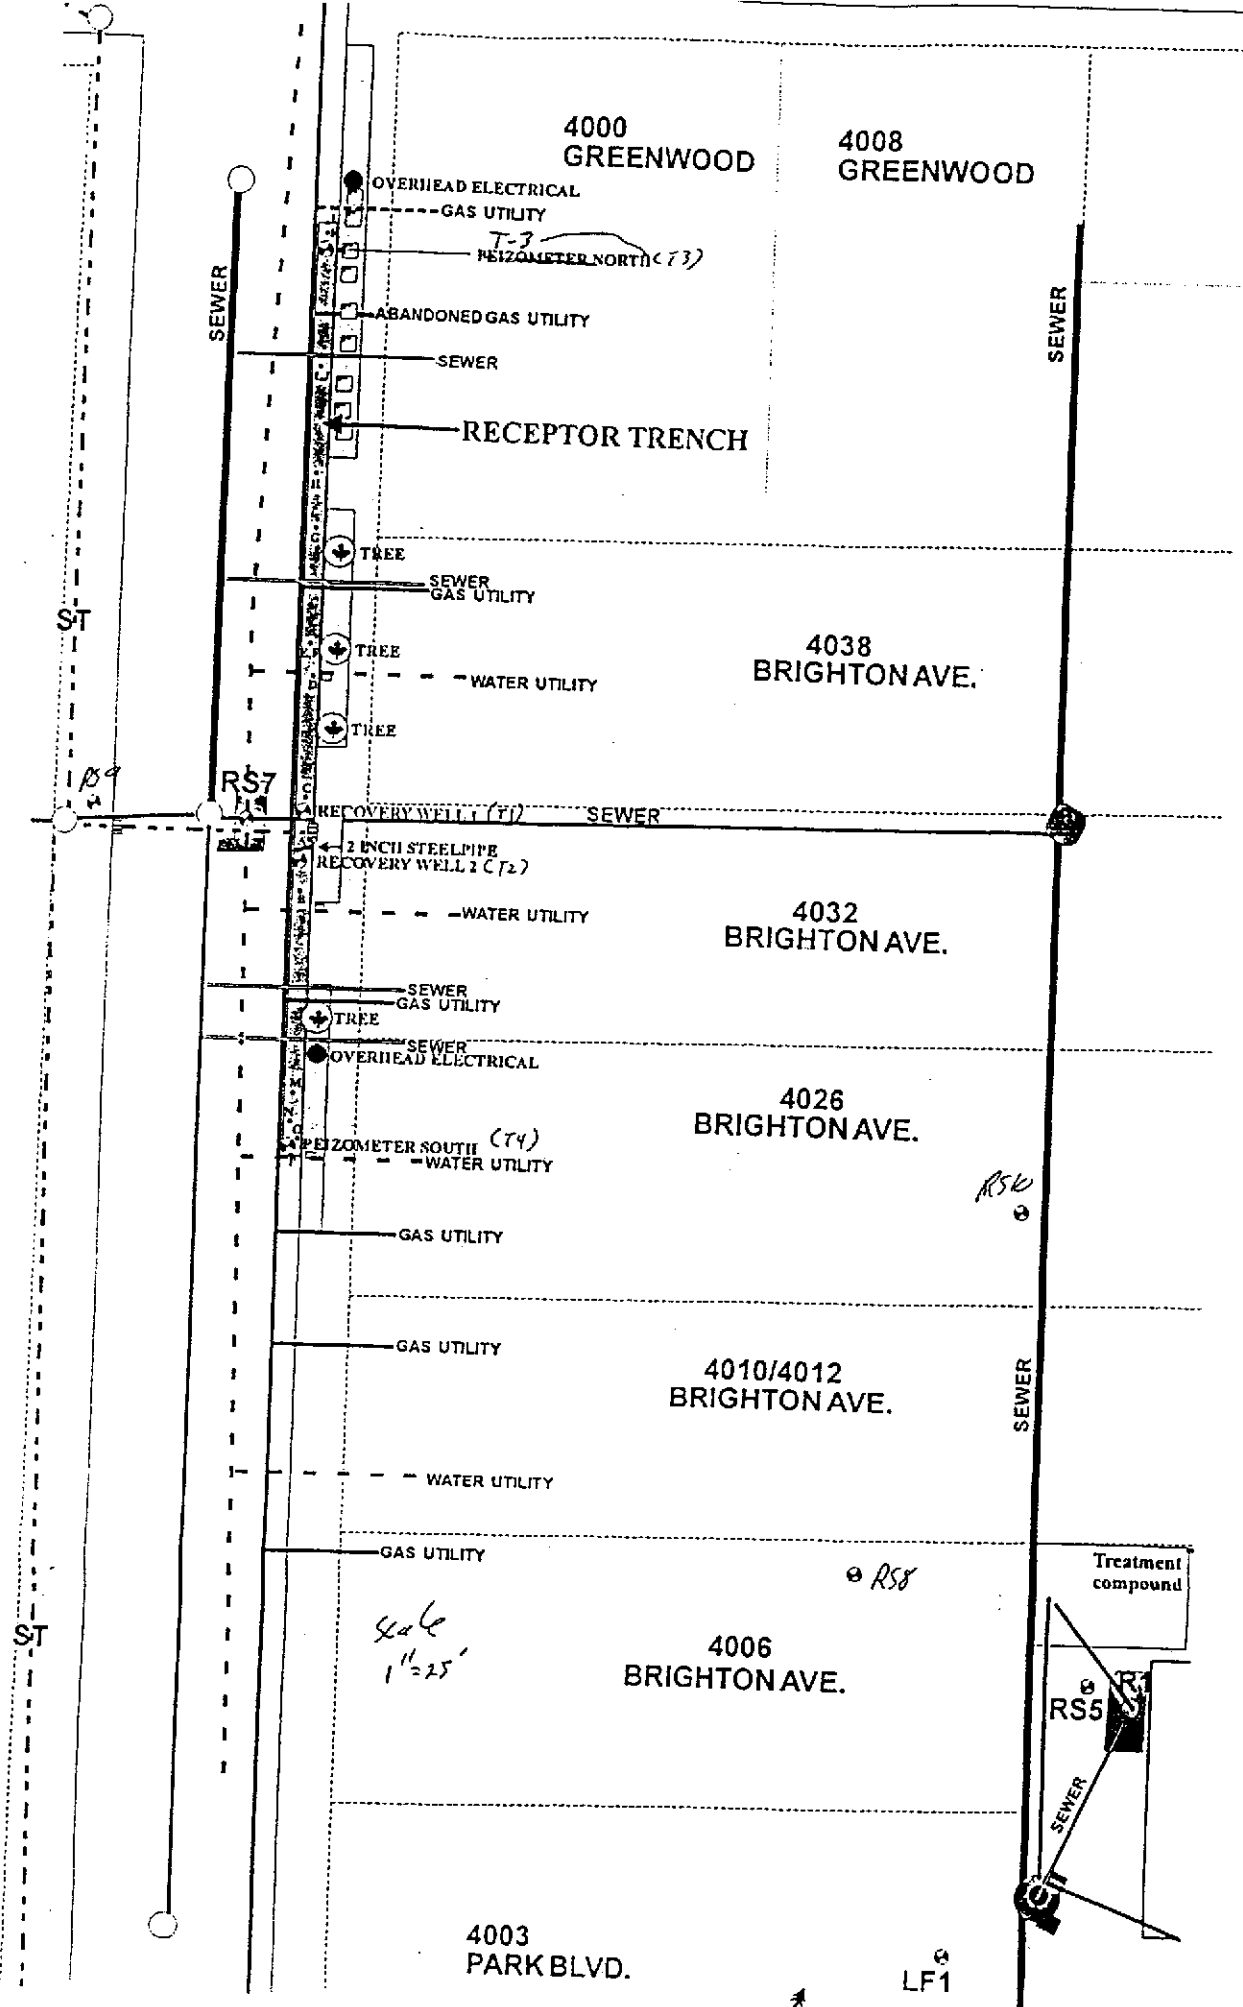 4000
GREENWOOD
4008
GREENWOOD
OVERHEAD ELECTRICAL
GAS UTILITY
T-3
PEIZOMETER NORTH (T3)
SEWER
ABANDONED GAS UTILITY
SEWER
SEWER
RECEPTOR TRENCH
TREE
SEWER
GAS UTILITY
ST
TREE
4038
BRIGHTON AVE.
WATER UTILITY
TREE
RS9
RS7
RECOVERY WELL 1 (T1)
SEWER
2 INCH STEELPIPE
RECOVERY WELL 2 (T2)
WATER UTILITY
4032
BRIGHTON AVE.
SEWER
GAS UTILITY
TREE
SEWER
OVERHEAD ELECTRICAL
4026
BRIGHTON AVE.
PEIZOMETER SOUTH (T4)
WATER UTILITY
RS10
GAS UTILITY
GAS UTILITY
4010/4012
BRIGHTON AVE.
SEWER
WATER UTILITY
GAS UTILITY
Treatment
compound
RS8
Scale
1"=25'
ST
4006
BRIGHTON AVE.
R1
RS5
SEWER
4003
PARK BLVD.
LF1